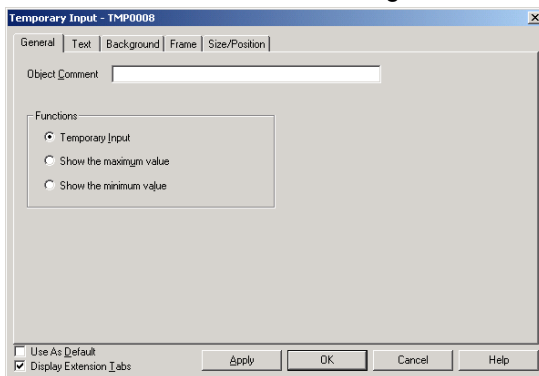 Temporary Input - TMP0008
General Text Background Frame Size/Position
Object Comment
Functions
Temporary Input
Show the maximum value
Show the minimum value
Use As Default
Display Extension Tabs
Apply OK Cancel Help